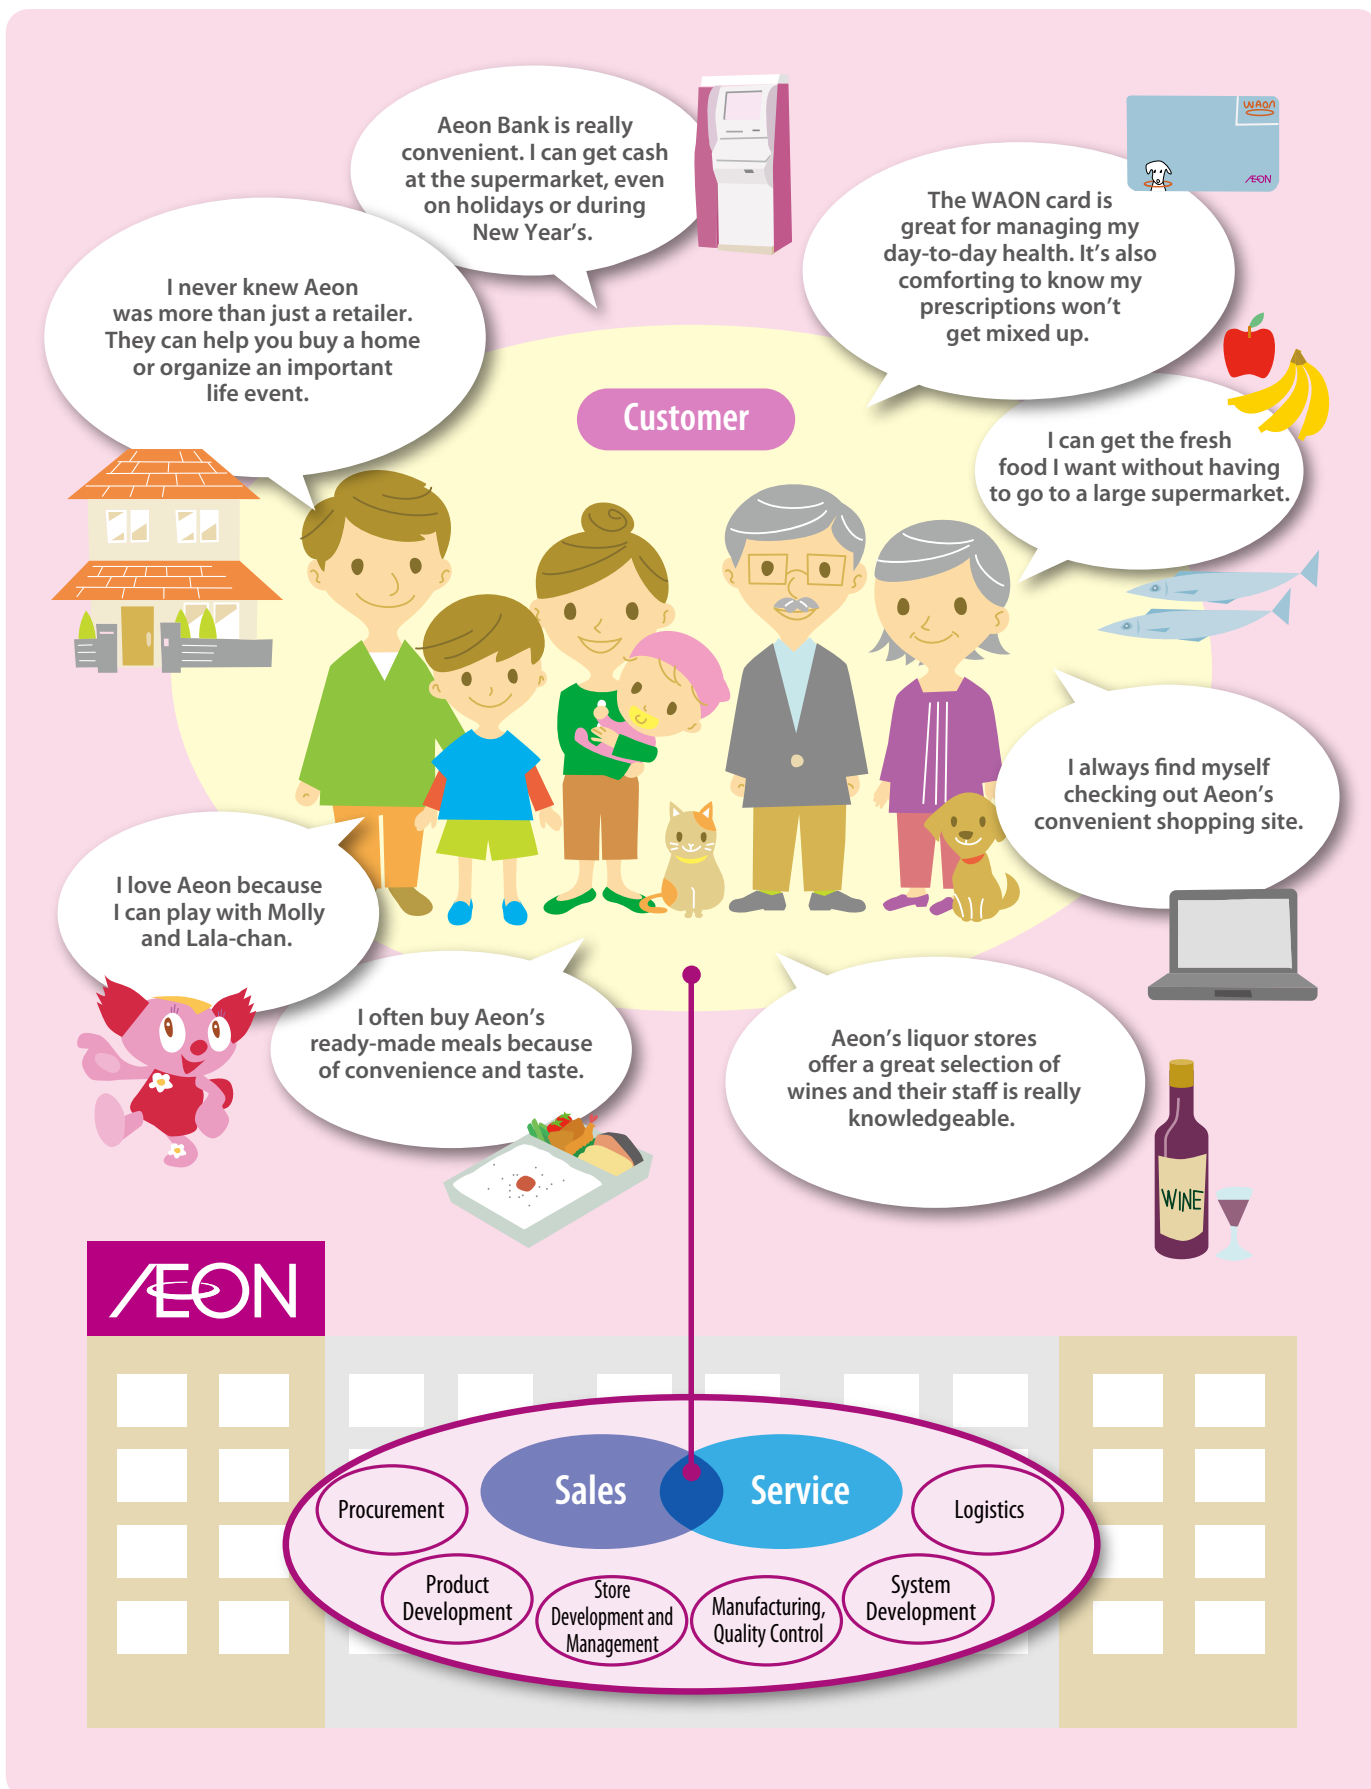 Aeon Bank is really
convenient. I can get cash
at the supermarket, even
on holidays or during
New Year's.
WAON
ÆON
The WAON card is
great for managing my
day-to-day health. It's also
comforting to know my
prescriptions won't
get mixed up.
I never knew Aeon
was more than just a retailer.
They can help you buy a home
or organize an important
life event.
Customer
I can get the fresh
food I want without having
to go to a large supermarket.
I always find myself
checking out Aeon's
convenient shopping site.
I love Aeon because
I can play with Molly
and Lala-chan.
I often buy Aeon's
ready-made meals because
of convenience and taste.
Aeon's liquor stores
offer a great selection of
wines and their staff is really
knowledgeable.
WINE
ÆON
Sales
Service
Procurement
Logistics
Product
Development
Store
Development and
Management
Manufacturing,
Quality Control
System
Development